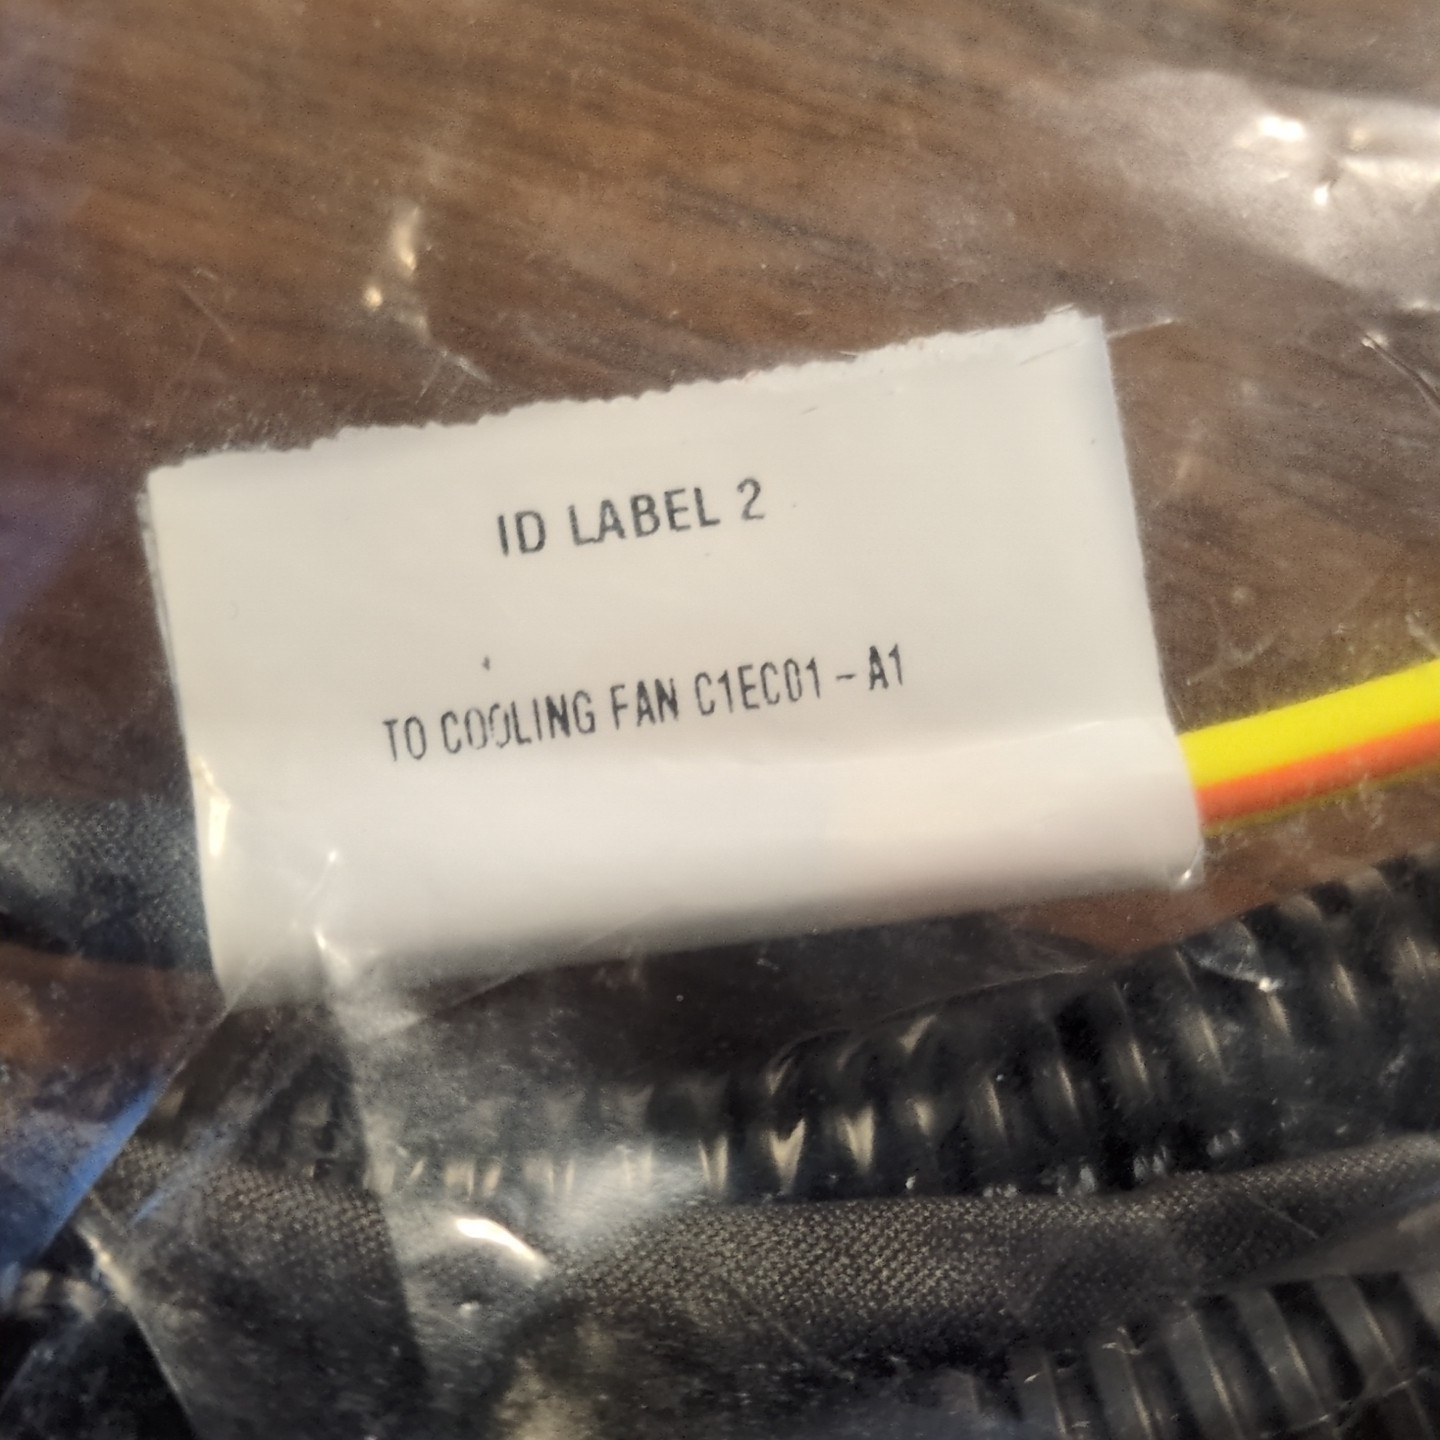 ID LABEL 2
TO COOLING FAN C1EC01-A1